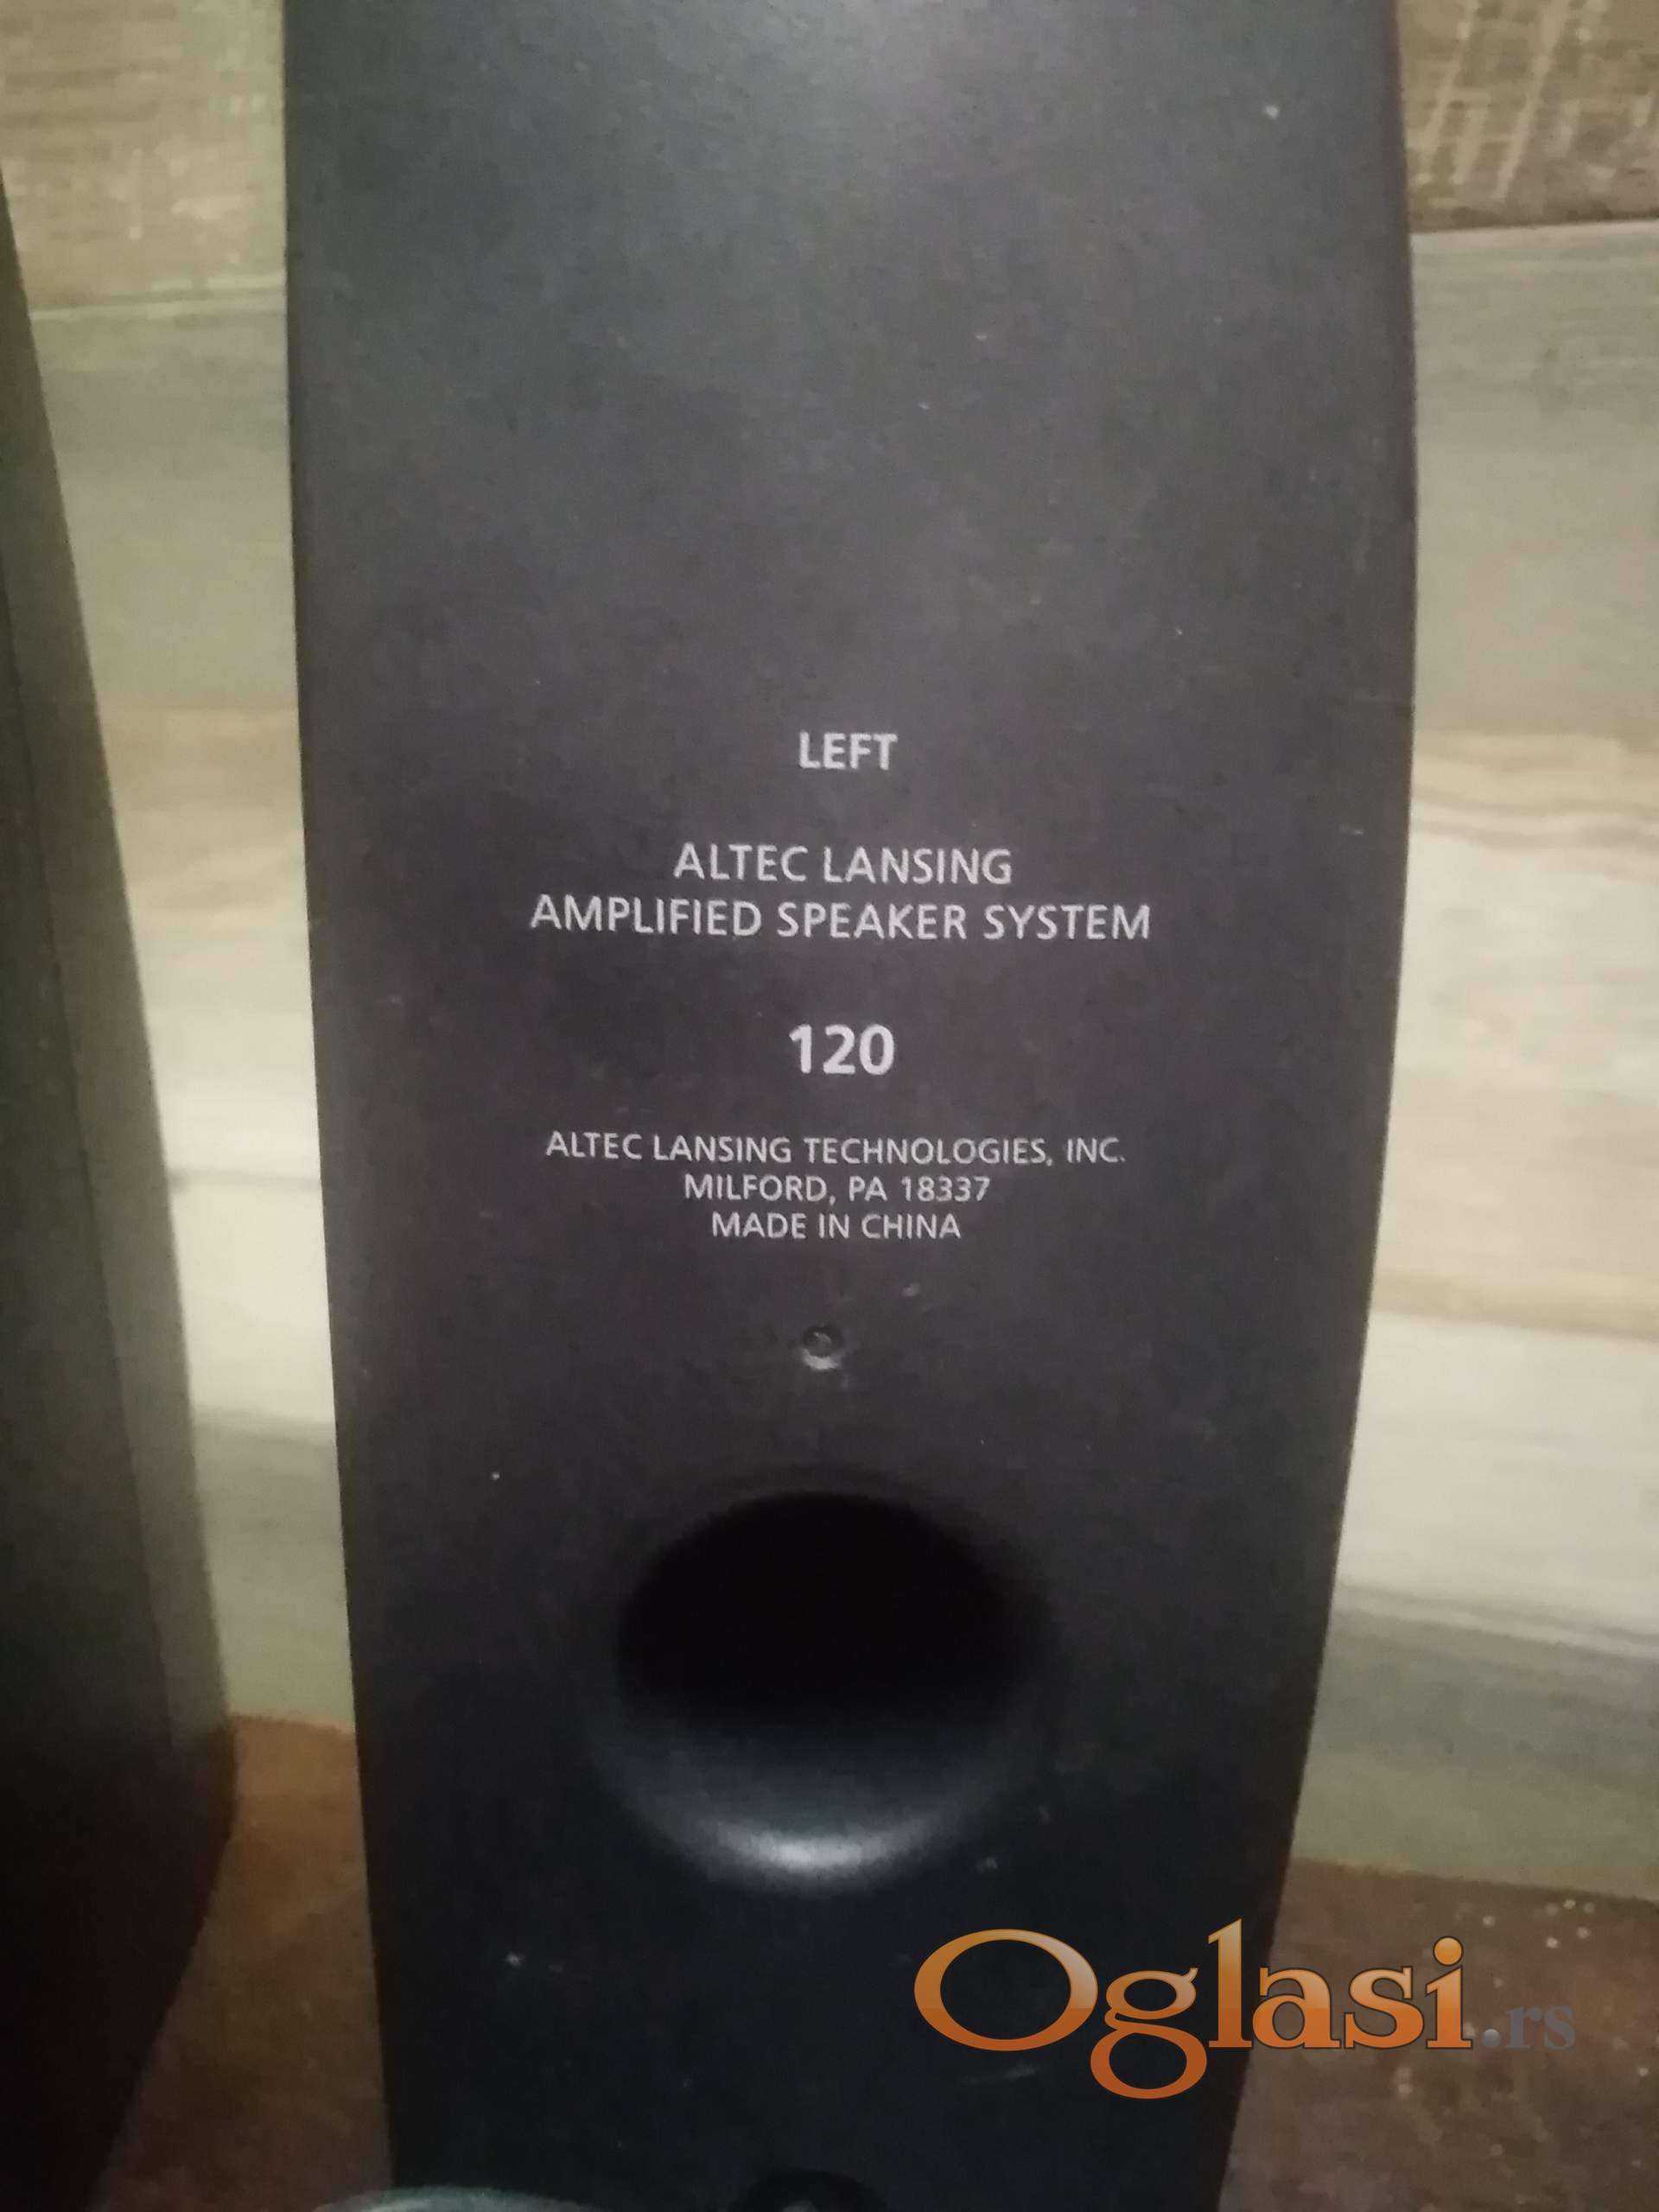 LEFT
ALTEC LANSING
AMPLIFIED SPEAKER SYSTEM
120
ALTEC LANSING TECHNOLOGIES, INC.
MILFORD, PA 18337
MADE IN CHINA
Oglasi.rs